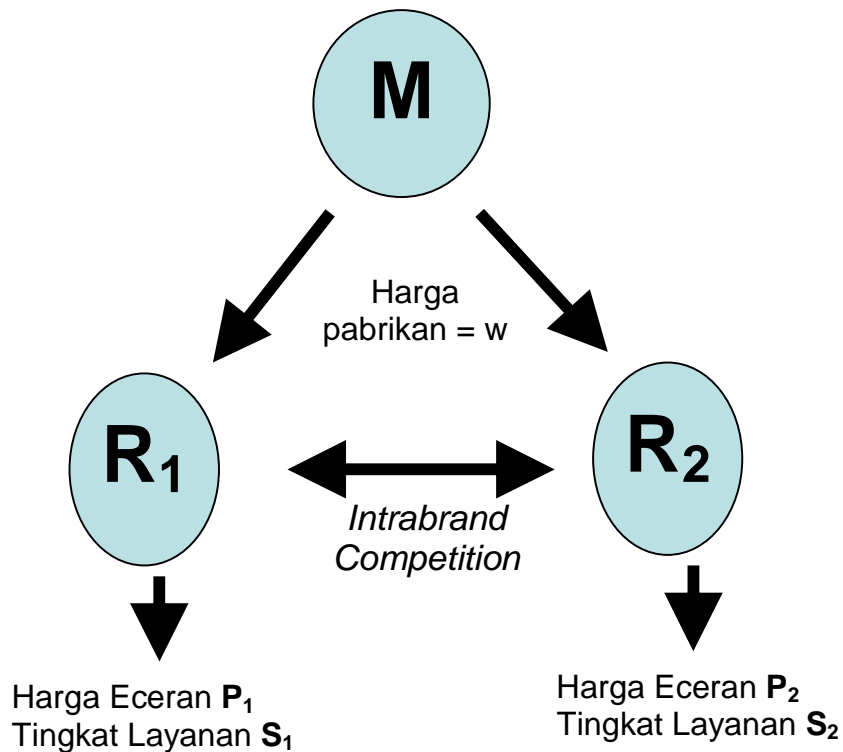 M
Harga
pabrikan = w
R₁
R₂
Intrabrand
Competition
Harga Eceran P₁
Tingkat Layanan S₁
Harga Eceran P₂
Tingkat Layanan S₂